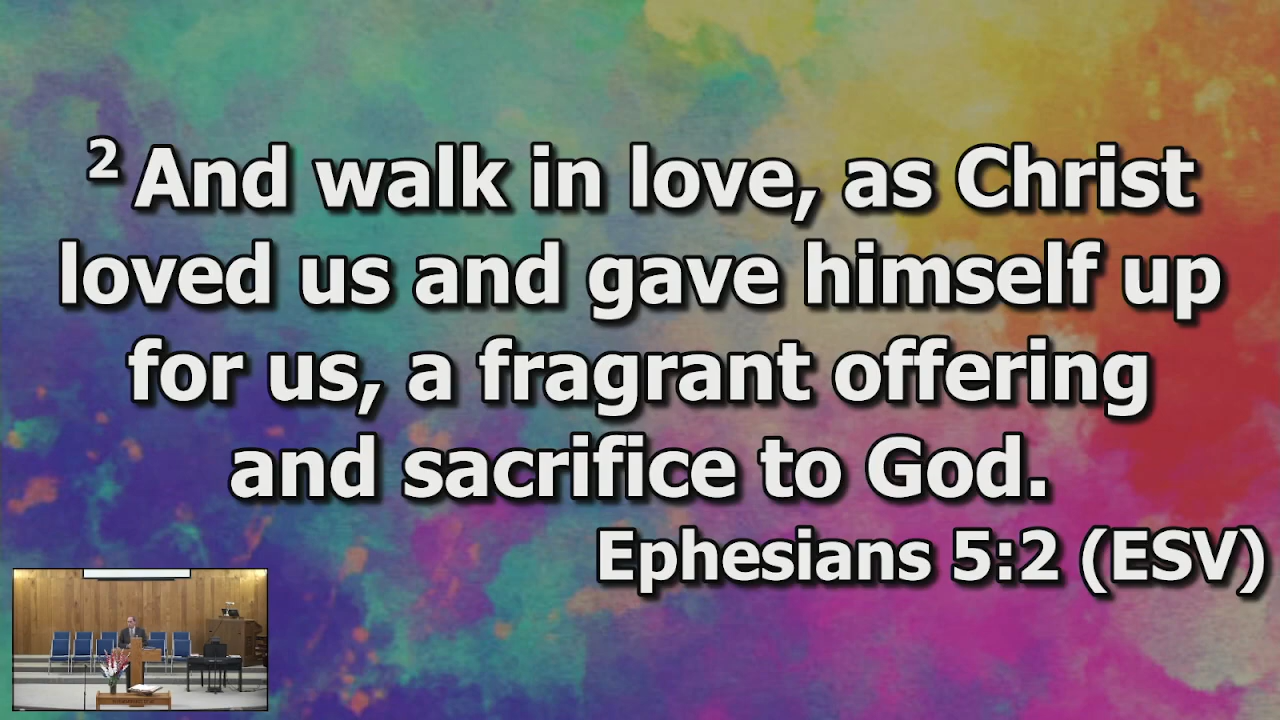 ² And walk in love, as Christ
loved us and gave himself up
for us, a fragrant offering
and sacrifice to God.
Ephesians 5:2 (ESV)